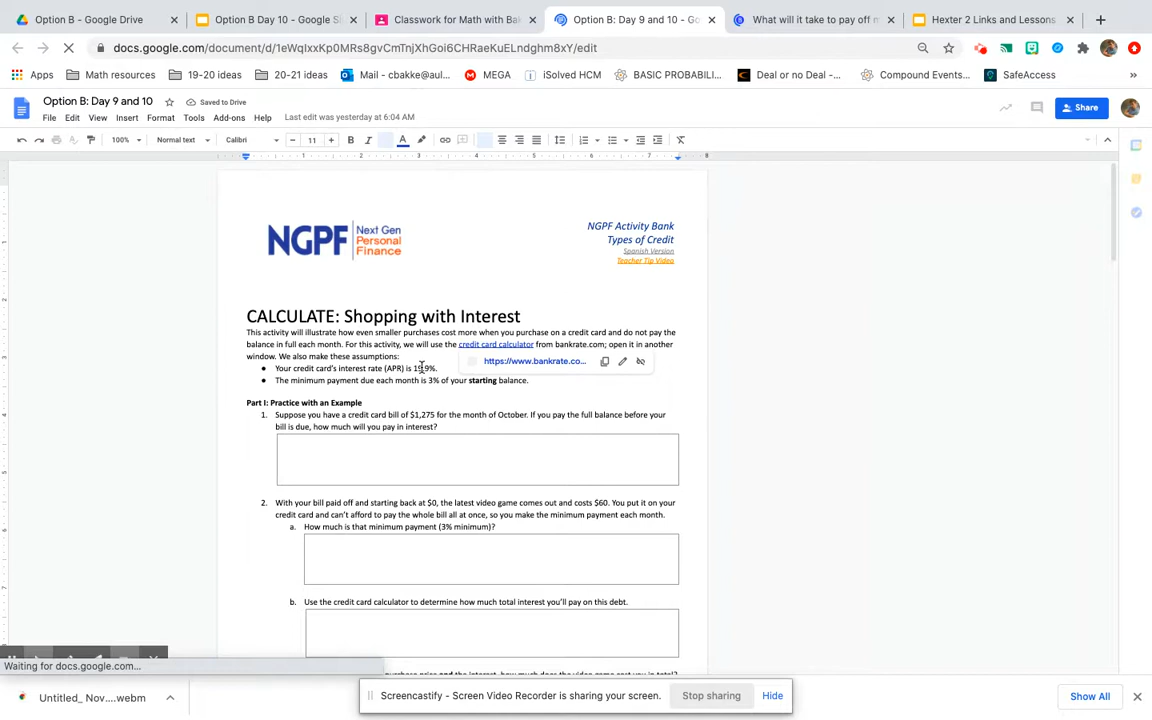 Option B - Google Drive
Option B Day 10 - Google Sl
Classwork for Math with Bak
Option B: Day 9 and 10 - Go
What will it take to pay off m
Hexter 2 Links and Lessons
docs.google.com/document/d/1eWqIxxKp0MRs8gvCmTnjXhGoi6CHRaeKuELndghm8xY/edit
Apps
Math resources
19-20 ideas
20-21 ideas
Mail - cbakke@aul...
MEGA
iSolved HCM
BASIC PROBABILI...
Deal or no Deal -...
Compound Events...
SafeAccess
Option B: Day 9 and 10
Saved to Drive
File Edit View Insert Format Tools Add-ons Help
Last edit was yesterday at 6:04 AM
Share
100%
Normal text
Calibri
11
NGPF
Next Gen
Personal
Finance
NGPF Activity Bank
Types of Credit
Spanish Version
Teacher Tip Video
CALCULATE: Shopping with Interest
This activity will illustrate how even smaller purchases cost more when you purchase on a credit card and do not pay the
balance in full each month. For this activity, we will use the credit card calculator from bankrate.com; open it in another
window. We also make these assumptions:
https://www.bankrate.co...
● Your credit card's interest rate (APR) is 19.9%.
● The minimum payment due each month is 3% of your starting balance.
Part I: Practice with an Example
1. Suppose you have a credit card bill of $1,275 for the month of October. If you pay the full balance before your
bill is due, how much will you pay in interest?
2. With your bill paid off and starting back at $0, the latest video game comes out and costs $60. You put it on your
credit card and can't afford to pay the whole bill all at once, so you make the minimum payment each month.
a. How much is that minimum payment (3% minimum)?
b. Use the credit card calculator to determine how much total interest you'll pay on this debt.
Waiting for docs.google.com...
Untitled_ Nov....webm
Screencastify - Screen Video Recorder is sharing your screen.
Stop sharing
Hide
Show All